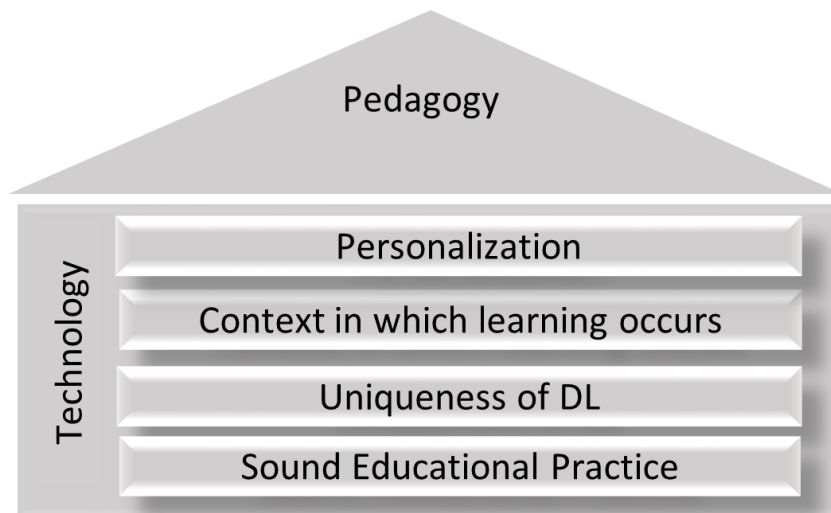 Pedagogy
Technology
Personalization
Context in which learning occurs
Uniqueness of DL
Sound Educational Practice